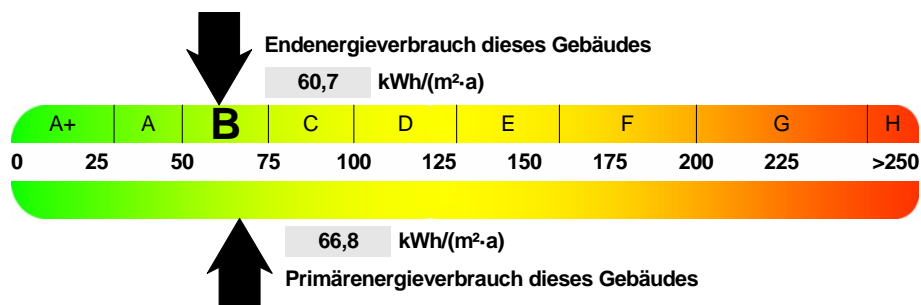 Endenergieverbrauch dieses Gebäudes
60,7 kWh/(m²·a)
A+ A B C D E F G H
0 25 50 75 100 125 150 175 200 225 >250
66,8 kWh/(m²·a)
Primärenergieverbrauch dieses Gebäudes